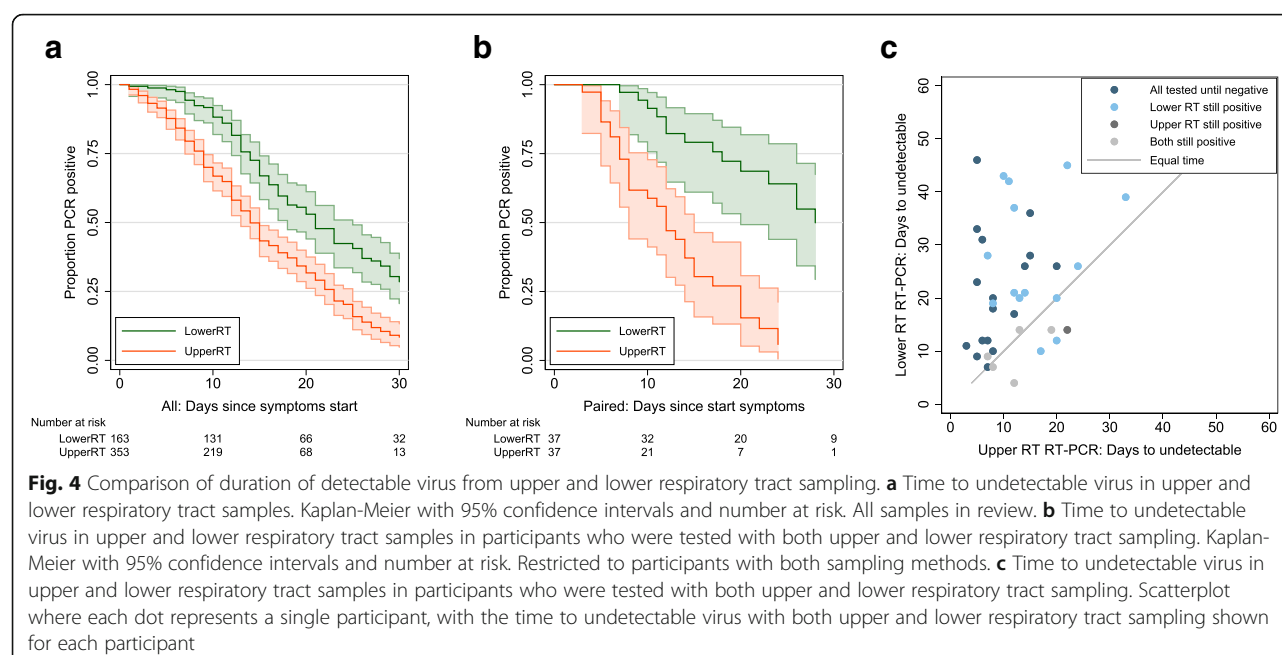 a
b
c
Proportion PCR positive
1.00
0.75
0.50
0.25
0.00
LowerRT
UpperRT
0 10 20 30
All: Days since symptoms start
Number at risk
LowerRT 163 131 66 32
UpperRT 353 219 68 13
Proportion PCR positive
1.00
0.75
0.50
0.25
0.00
LowerRT
UpperRT
0 10 20 30
Paired: Days since start symptoms
Number at risk
LowerRT 37 32 20 9
UpperRT 37 21 7 1
Lower RT RT-PCR: Days to undetectable
60
50
40
30
20
10
0
All tested until negative
Lower RT still positive
Upper RT still positive
Both still positive
Equal time
0 10 20 30 40 50 60
Upper RT RT-PCR: Days to undetectable
Fig. 4 Comparison of duration of detectable virus from upper and lower respiratory tract sampling. a Time to undetectable virus in upper and
lower respiratory tract samples. Kaplan-Meier with 95% confidence intervals and number at risk. All samples in review. b Time to undetectable
virus in upper and lower respiratory tract samples in participants who were tested with both upper and lower respiratory tract sampling. Kaplan-
Meier with 95% confidence intervals and number at risk. Restricted to participants with both sampling methods. c Time to undetectable virus in
upper and lower respiratory tract samples in participants who were tested with both upper and lower respiratory tract sampling. Scatterplot
where each dot represents a single participant, with the time to undetectable virus with both upper and lower respiratory tract sampling shown
for each participant